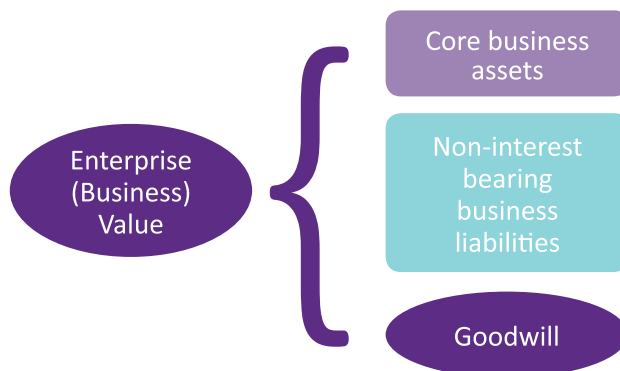 Enterprise
(Business)
Value
Core business
assets
Non-interest
bearing
business
liabilities
Goodwill